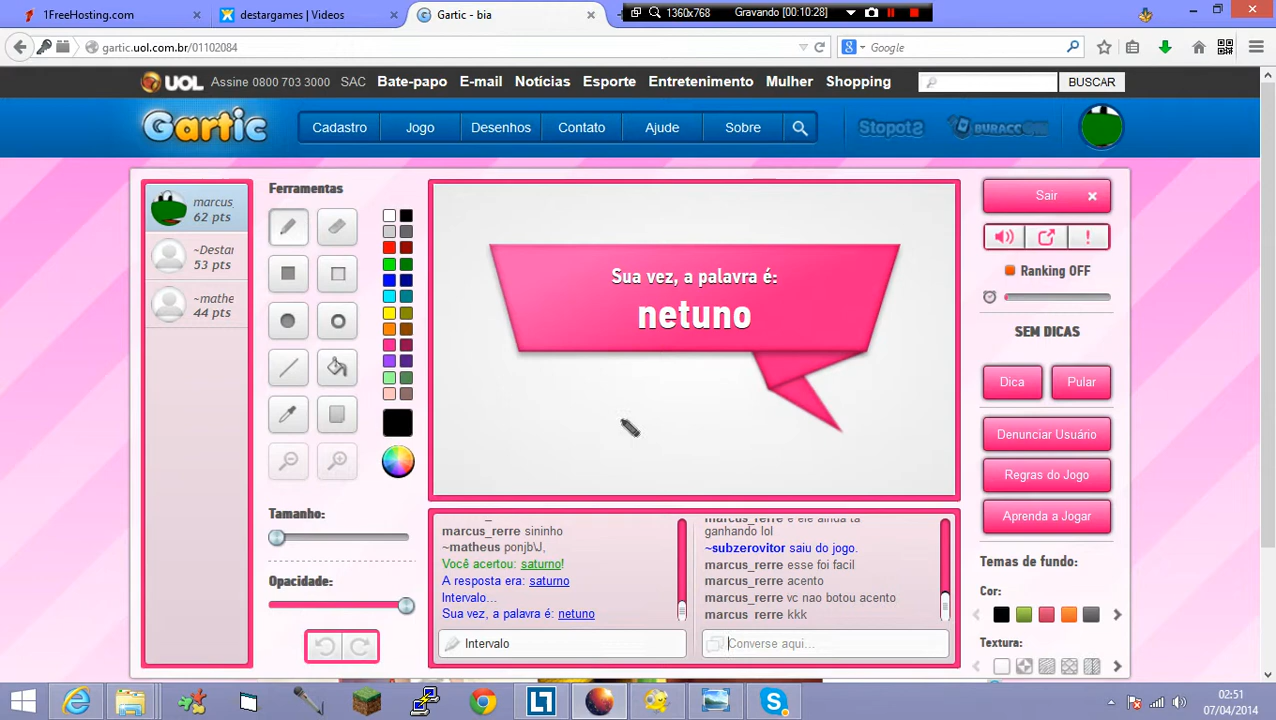 1FreeHosting.com
destargames | Videos
Gartic - bia
1360x768
Gravando [00:10:28]
gartic.uol.com.br/01102084
Google
UOL
Assine 0800 703 3000
SAC
Bate-papo
E-mail
Notícias
Esporte
Entretenimento
Mulher
Shopping
BUSCAR
Gartic
Cadastro
Jogo
Desenhos
Contato
Ajude
Sobre
StopotS
BURACO
marcus_
62 pts
~Destar
53 pts
~mathe
44 pts
Ferramentas
Tamanho:
Opacidade:
Sua vez, a palavra é:
netuno
marcus_rerre sininho
~matheus ponjb\J,
Você acertou: saturno!
A resposta era: saturno
Intervalo...
Sua vez, a palavra é: netuno
Intervalo
marcus_rerre e ele ainda ta
ganhando lol
~subzerovitor saiu do jogo.
marcus_rerre esse foi facil
marcus_rerre acento
marcus_rerre vc nao botou acento
marcus_rerre kkk
Converse aqui...
Sair
Ranking OFF
SEM DICAS
Dica
Pular
Denunciar Usuário
Regras do Jogo
Aprenda a Jogar
Temas de fundo:
Cor:
Textura:
02:51
07/04/2014